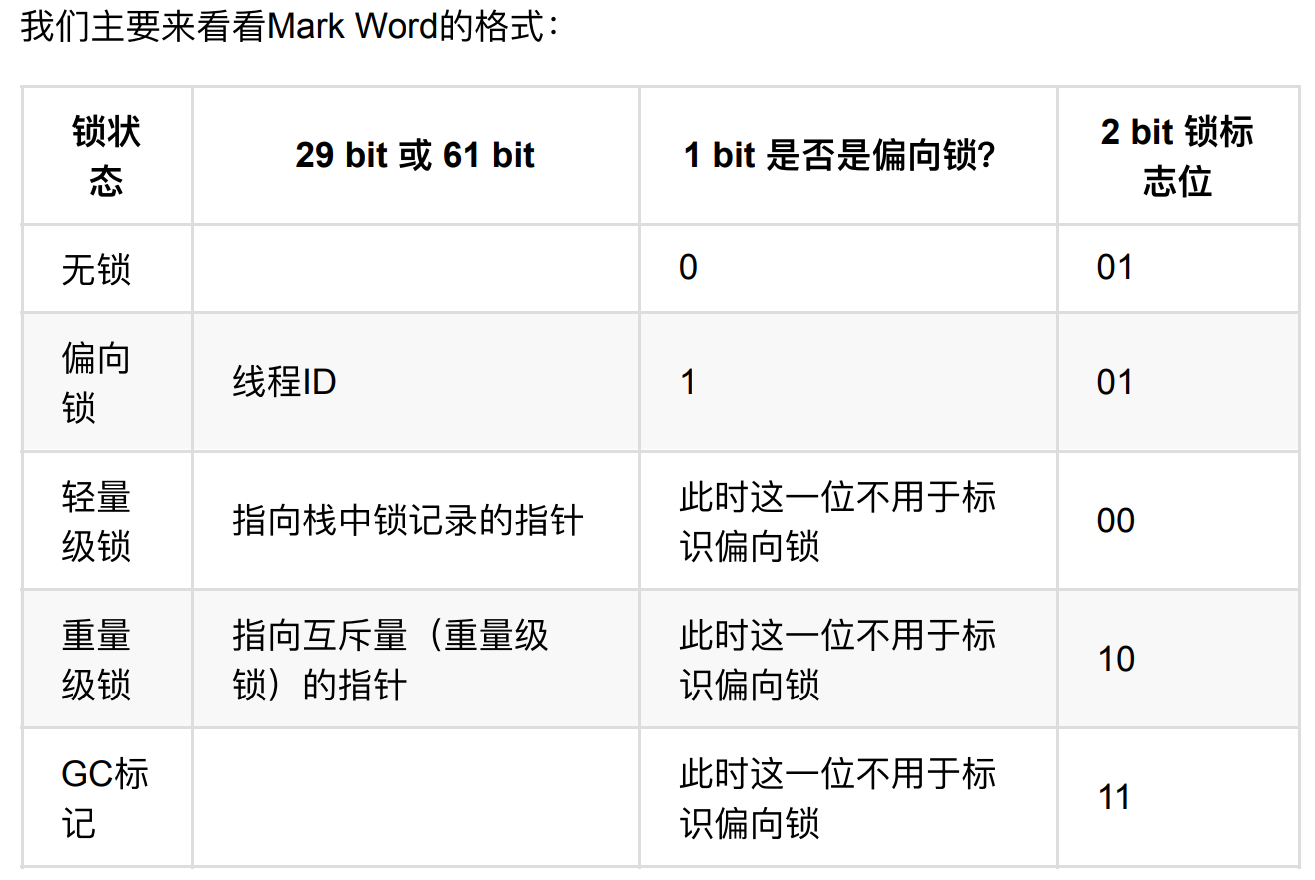 我们主要来看看Mark Word的格式：
锁状
态
29 bit 或 61 bit
1 bit 是否是偏向锁？
2 bit 锁标
志位
无锁
0
01
偏向
锁
线程ID
1
01
轻量
级锁
指向栈中锁记录的指针
此时这一位不用于标
识偏向锁
00
重量
级锁
指向互斥量（重量级
锁）的指针
此时这一位不用于标
识偏向锁
10
GC标
记
此时这一位不用于标
识偏向锁
11